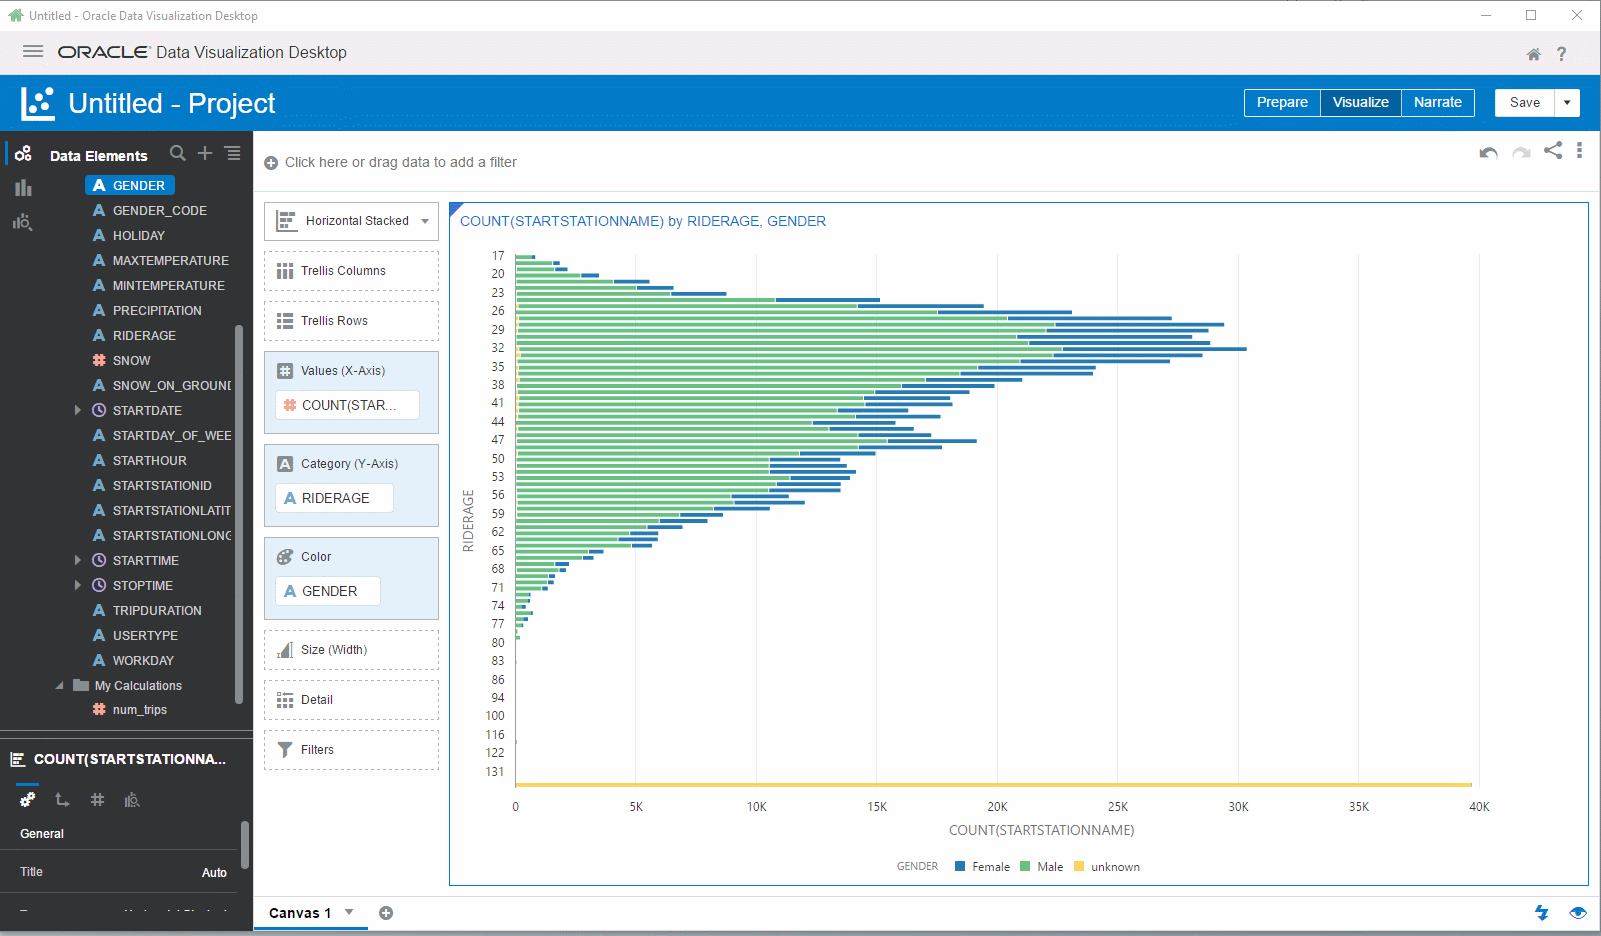 Untitled - Oracle Data Visualization Desktop
ORACLE Data Visualization Desktop
Untitled - Project
Prepare
Visualize
Narrate
Save
Data Elements
GENDER
GENDER_CODE
HOLIDAY
MAXTEMPERATURE
MINTEMPERATURE
PRECIPITATION
RIDERAGE
SNOW
SNOW_ON_GROUND
STARTDATE
STARTDAY_OF_WEE
STARTHOUR
STARTSTATIONID
STARTSTATIONLATIT
STARTSTATIONLONG
STARTTIME
STOPTIME
TRIPDURATION
USERTYPE
WORKDAY
My Calculations
num_trips
COUNT(STARTSTATIONNA...
General
Title Auto
Click here or drag data to add a filter
Horizontal Stacked
Trellis Columns
Trellis Rows
Values (X-Axis)
COUNT(STAR...
Category (Y-Axis)
RIDERAGE
Color
GENDER
Size (Width)
Detail
Filters
COUNT(STARTSTATIONNAME) by RIDERAGE, GENDER
RIDERAGE
17
20
23
26
29
32
35
38
41
44
47
50
53
56
59
62
65
68
71
74
77
80
83
86
94
100
116
122
131
0 5K 10K 15K 20K 25K 30K 35K 40K
COUNT(STARTSTATIONNAME)
GENDER Female Male unknown
Canvas 1